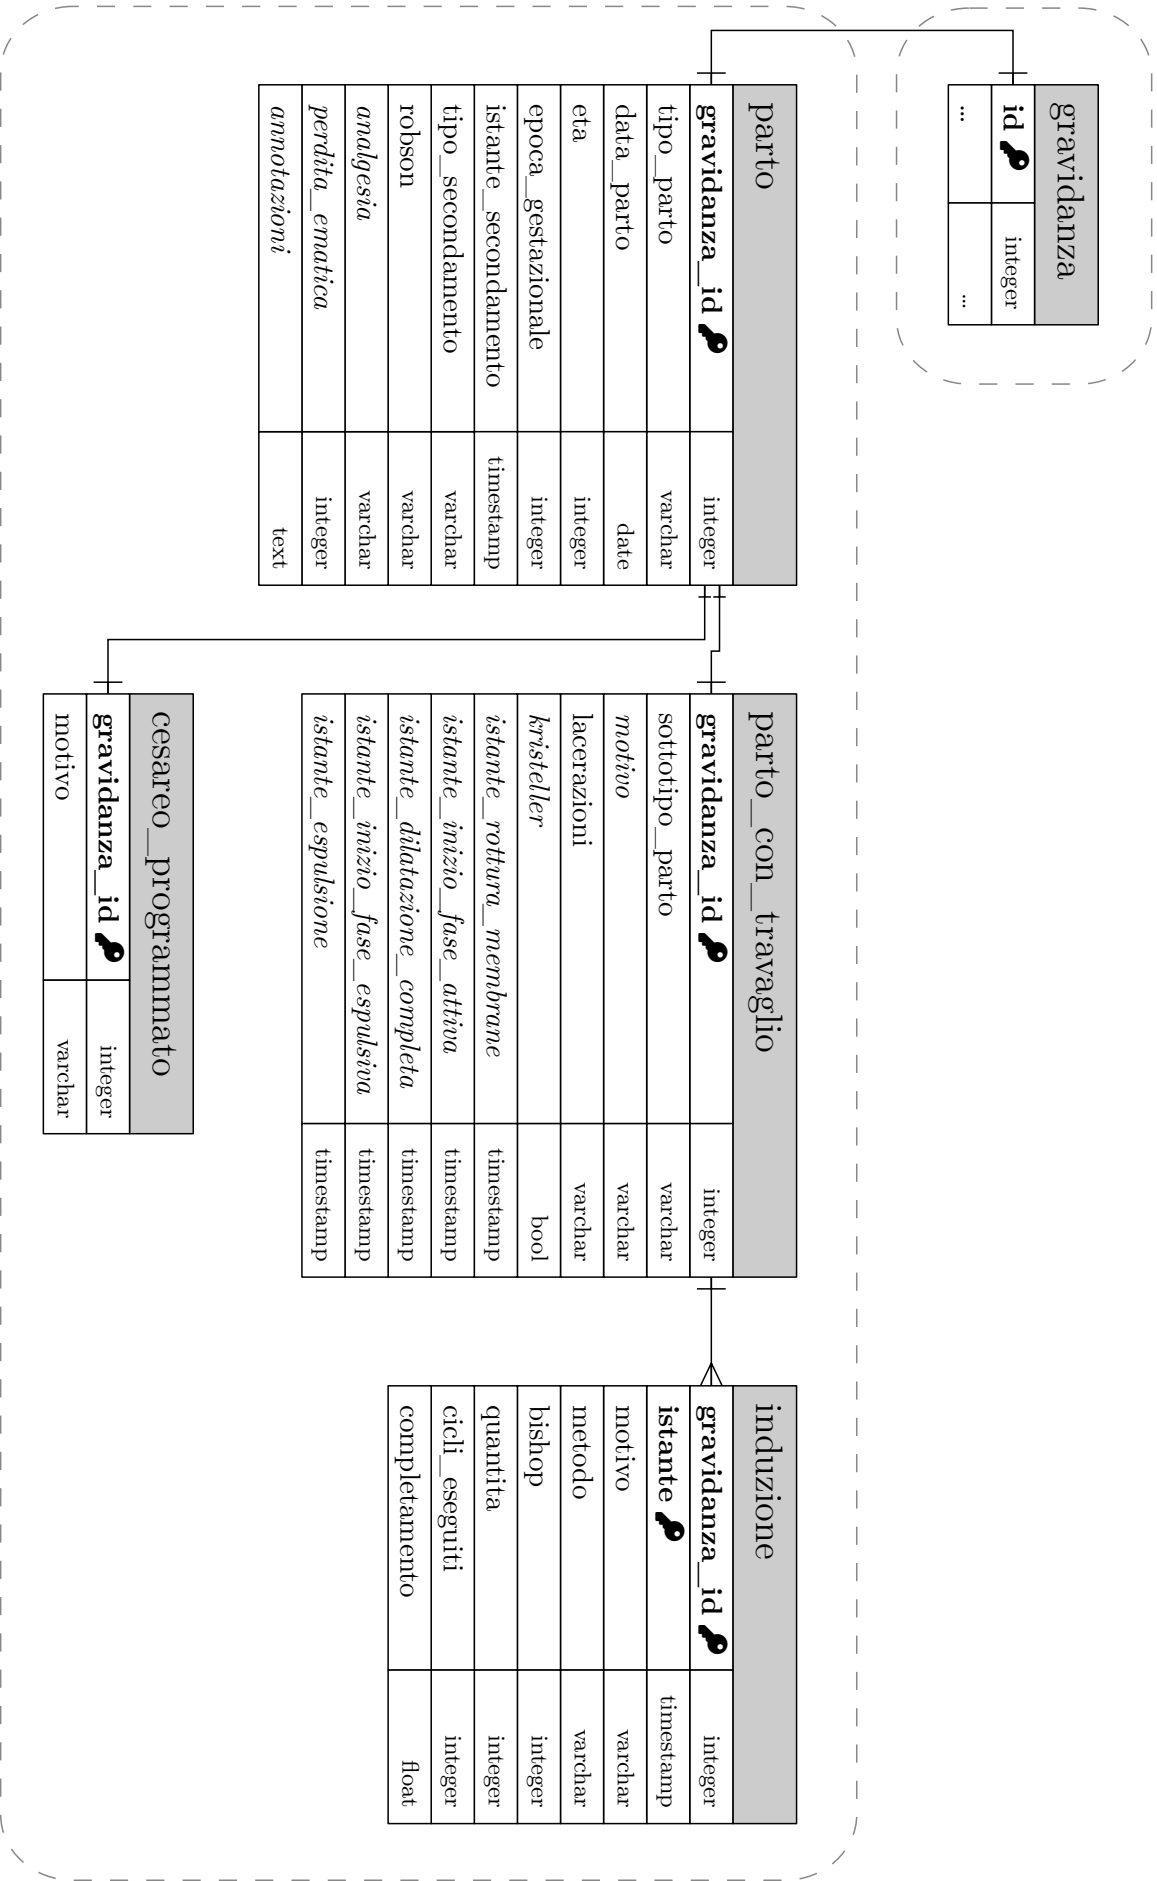 gravidanza
id integer
... ...
parto
gravidanza_id integer
tipo_parto varchar
data_parto date
eta integer
epoca_gestazionale integer
istante_secondamento timestamp
tipo_secondamento varchar
robson varchar
analgesia varchar
perdita_ematica integer
annotazioni text
parto_con_travaglio
gravidanza_id integer
sottotipo_parto varchar
motivo varchar
lacerazioni varchar
kristeller bool
istante_rottura_membrane timestamp
istante_inizio_fase_attiva timestamp
istante_dilatazione_completa timestamp
istante_inizio_fase_espulsiva timestamp
istante_espulsione timestamp
induzione
gravidanza_id integer
istante timestamp
motivo varchar
metodo varchar
bishop integer
quantita integer
cicli_eseguiti integer
completamento float
cesareo_programmato
gravidanza_id integer
motivo varchar